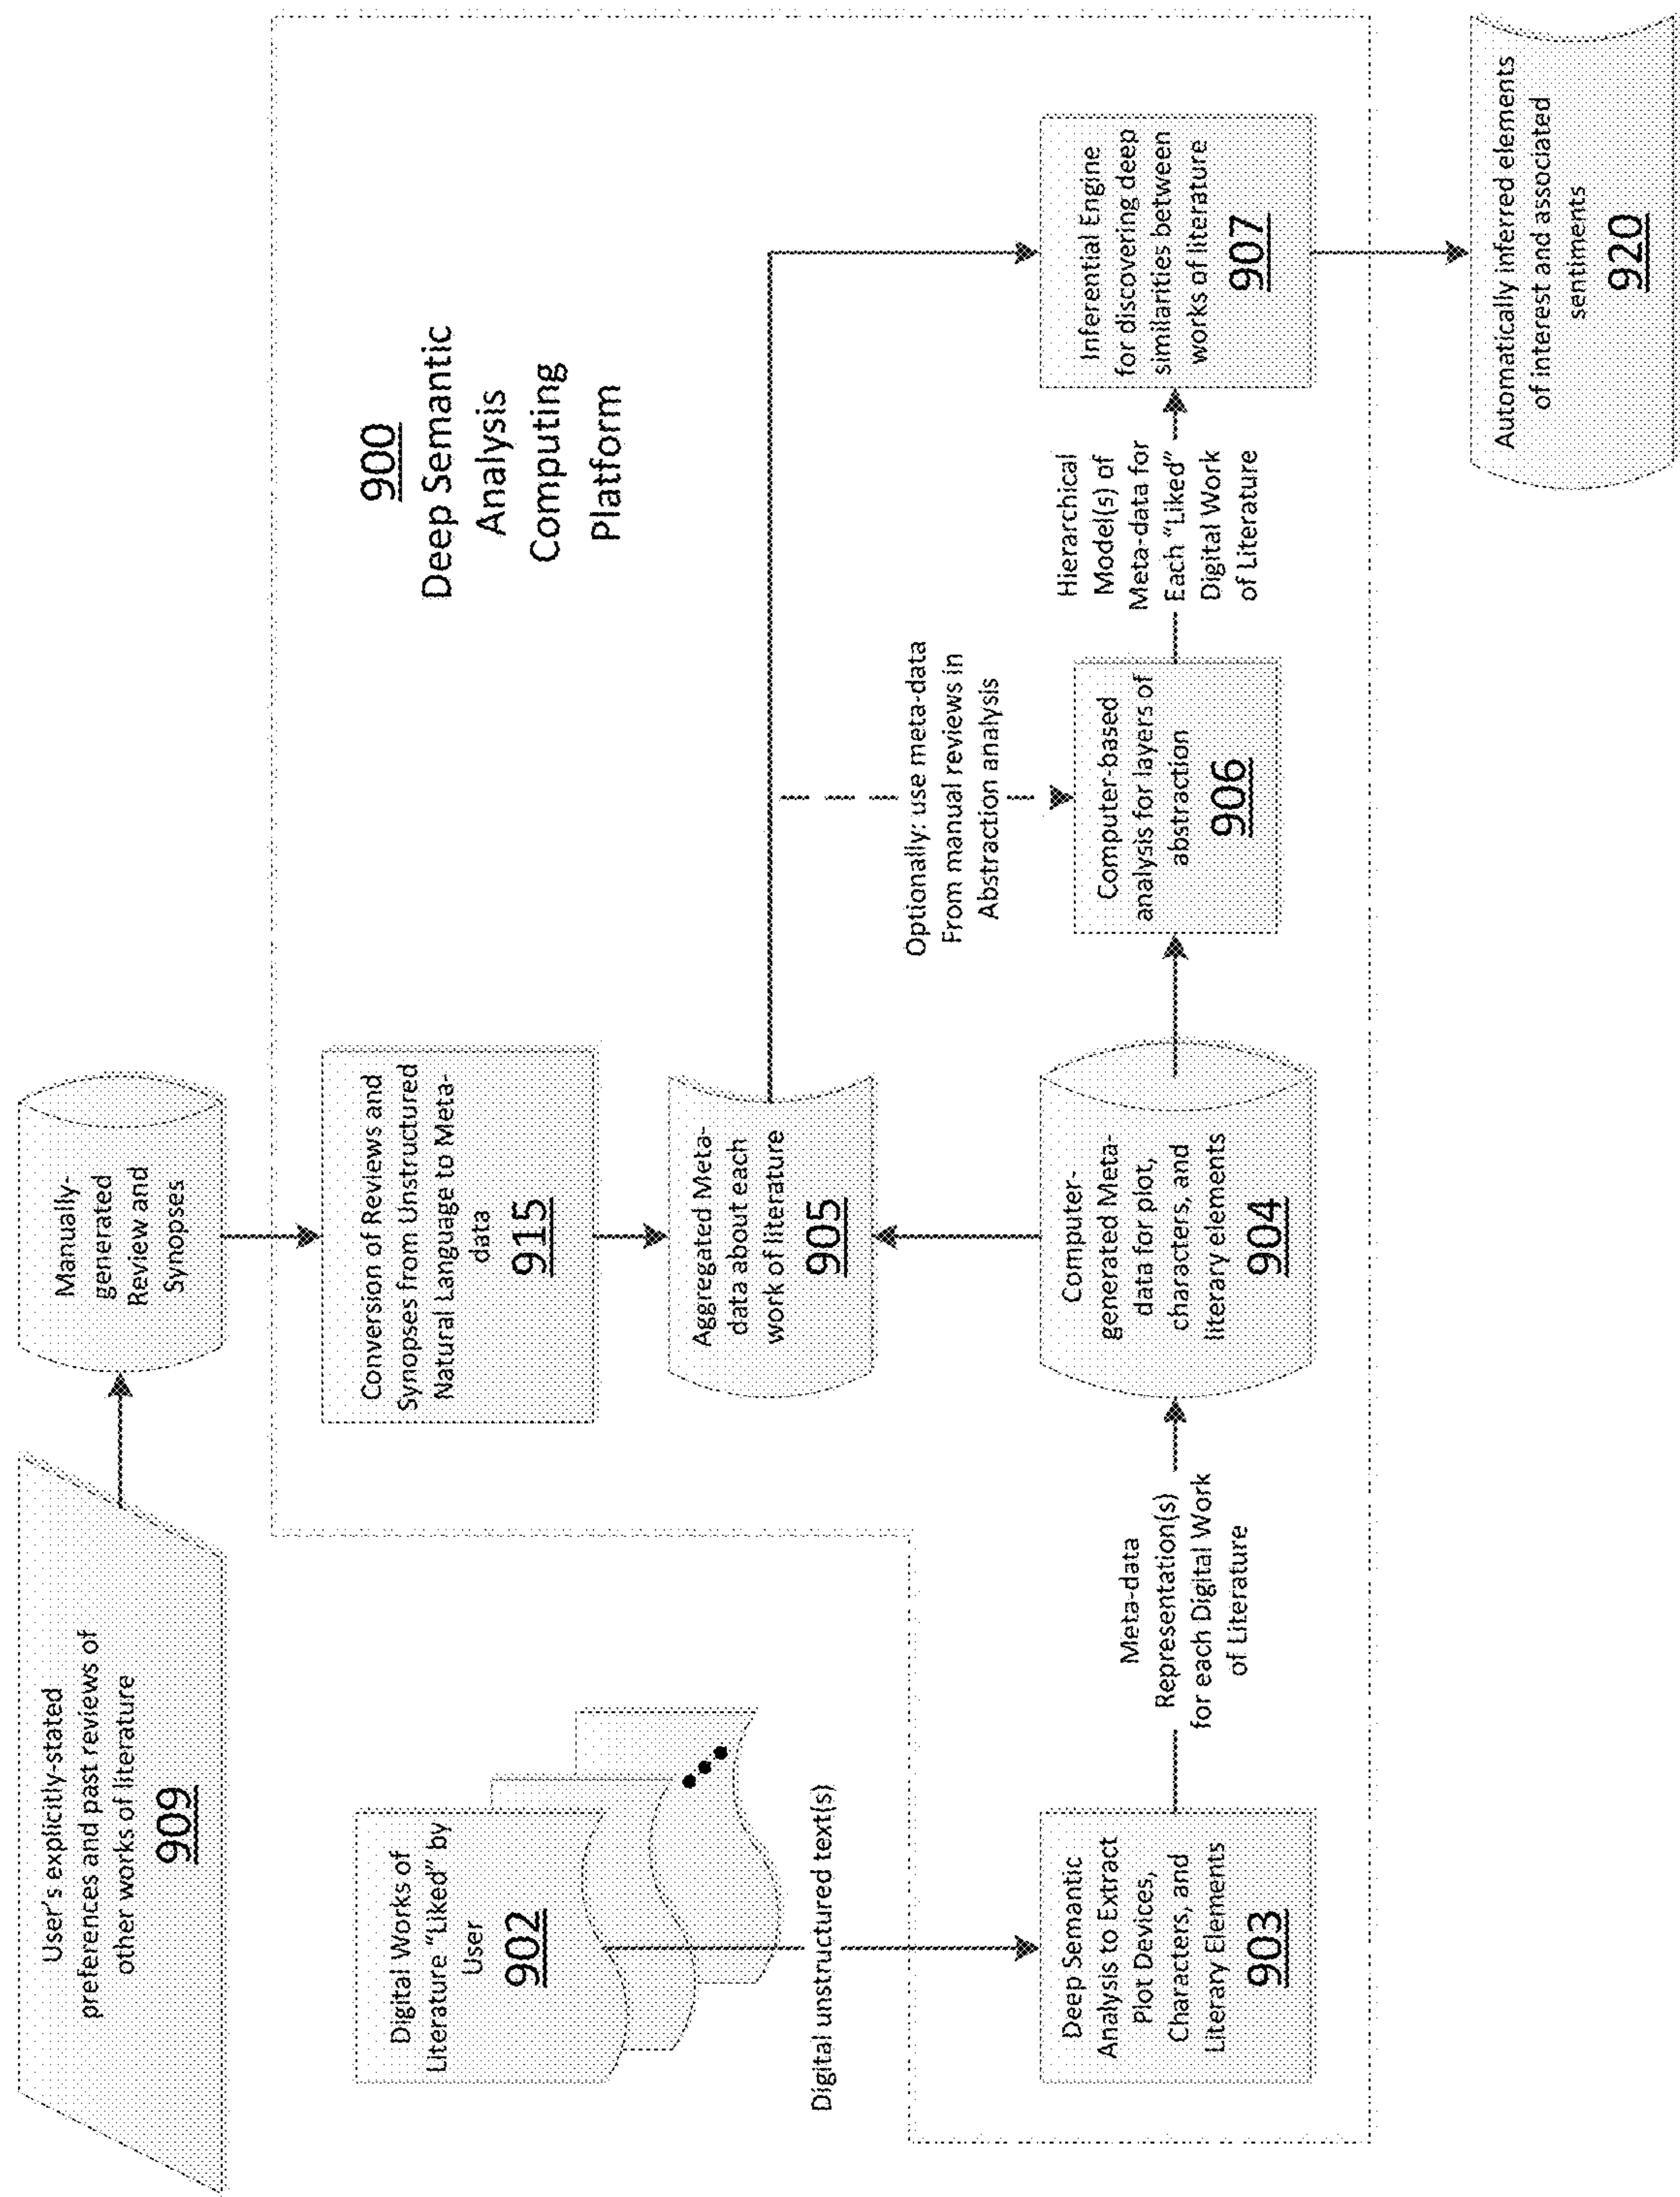 User's explicitly-stated
preferences and past reviews of
other works of literature
909
Manually-
generated
Review and
Synopses
Digital Works of
Literature "Liked" by
User
902
Conversion of Reviews and
Synopses from Unstructured
Natural Language to Meta-
data
915
900
Deep Semantic
Analysis
Computing
Platform
Aggregated Meta-
data about each
work of literature
905
Digital unstructured text(s)
Optionally: use meta-data
From manual reviews in
Abstraction analysis
Deep Semantic
Analysis to Extract
Plot Devices,
Characters, and
Literary Elements
903
Meta-data
Representation(s)
for each Digital Work
of Literature
Computer-
generated Meta-
data for plot,
characters, and
literary elements
904
Computer-based
analysis for layers of
abstraction
906
Hierarchical
Model(s) of
Meta-data for
Each "Liked"
Digital Work
of Literature
Inferential Engine
for discovering deep
similarities between
works of literature
907
Automatically inferred elements
of interest and associated
sentiments
920